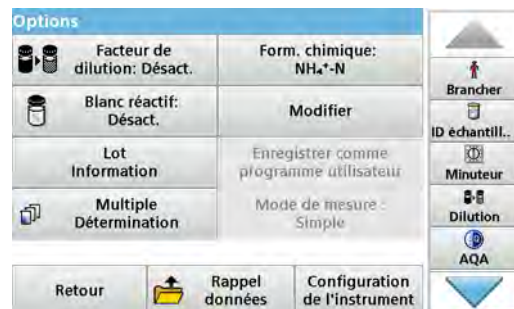 Options
Facteur de
dilution: Désact.
Form. chimique:
NH₄⁺-N
Blanc réactif:
Désact.
Modifier
Lot
Information
Enregistrer comme
programme utilisateur
Multiple
Détermination
Mode de mesure :
Simple
Retour
Rappel
données
Configuration
de l'instrument
Brancher
ID échantill..
Minuteur
Dilution
AQA